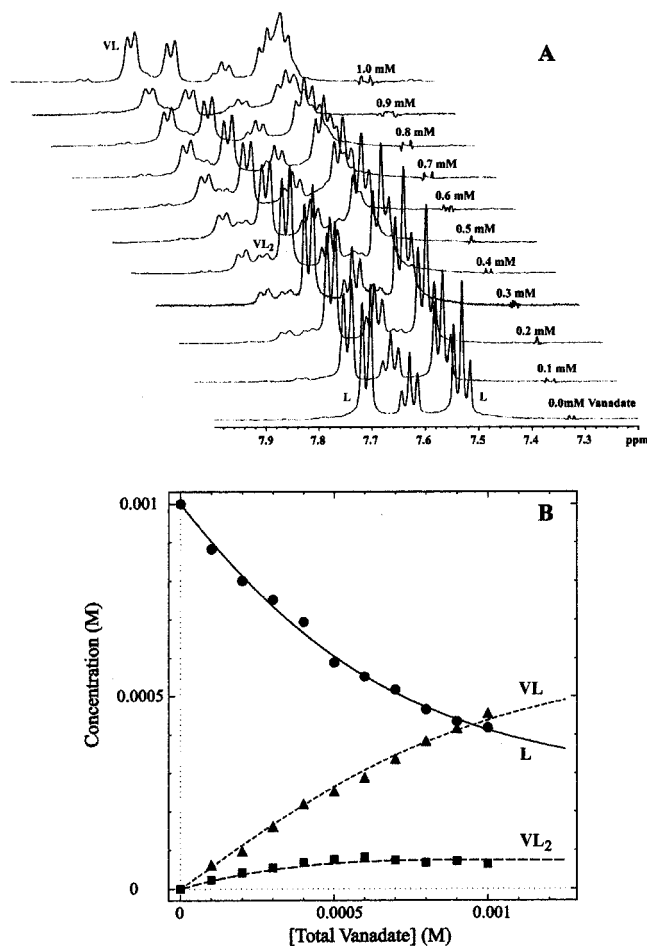 VL
A
1.0 mM
0.9 mM
0.8 mM
0.7 mM
0.6 mM
0.5 mM
VL2
0.4 mM
0.3 mM
0.2 mM
0.1 mM
L
L
0.0mM Vanadate
7.9 7.8 7.7 7.6 7.5 7.4 7.3 ppm
B
0.001
VL
0.0005
L
VL2
0
0 0.0005 0.001
Concentration (M)
[Total Vanadate] (M)